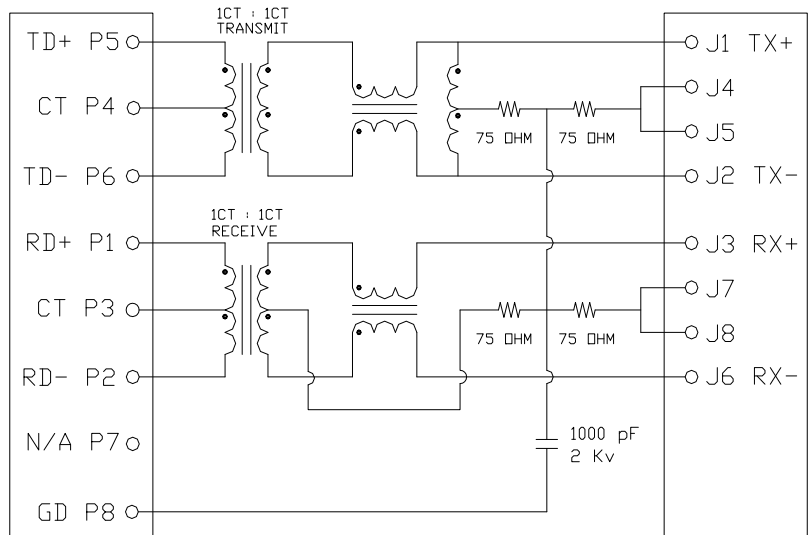 1CT : 1CT
TRANSMIT
TD+ P5
J1 TX+
J4
CT P4
75 OHM
75 OHM
J5
TD- P6
J2 TX-
1CT : 1CT
RECEIVE
RD+ P1
J3 RX+
J7
CT P3
75 OHM
75 OHM
J8
RD- P2
J6 RX-
N/A P7
1000 pF
2 Kv
GD P8